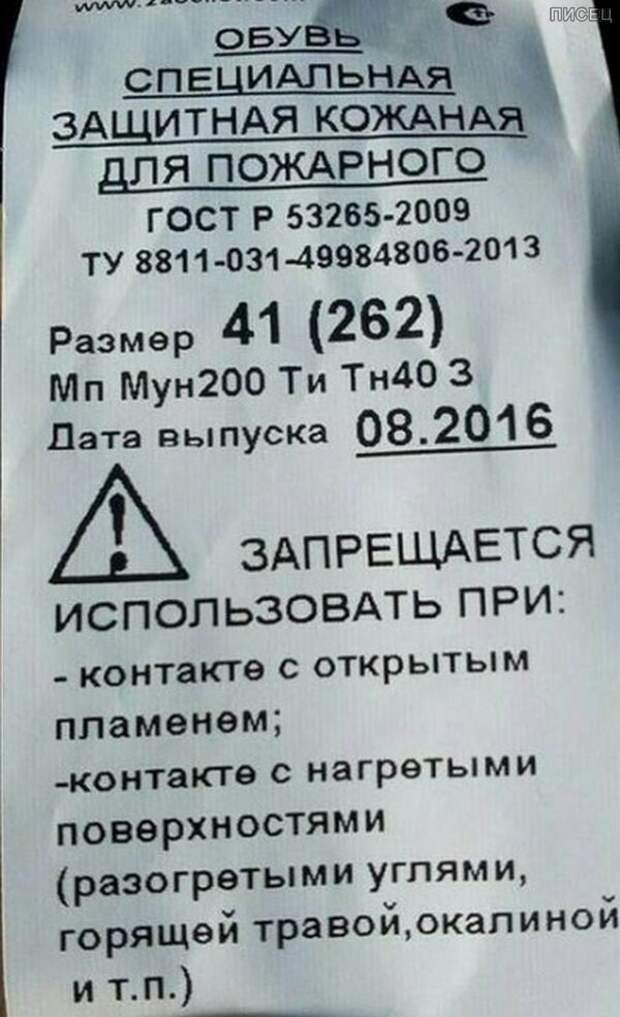 ПИСЕЦ
ОБУВЬ
СПЕЦИАЛЬНАЯ
ЗАЩИТНАЯ КОЖАНАЯ
ДЛЯ ПОЖАРНОГО
ГОСТ Р 53265-2009
ТУ 8811-031-49984806-2013
Размер 41 (262)
Мп Мун200 Ти Тн40 З
Дата выпуска 08.2016
ЗАПРЕЩАЕТСЯ
ИСПОЛЬЗОВАТЬ ПРИ:
- контакте с открытым
пламенем;
-контакте с нагретыми
поверхностями
(разогретыми углями,
горящей травой,окалиной
и т.п.)